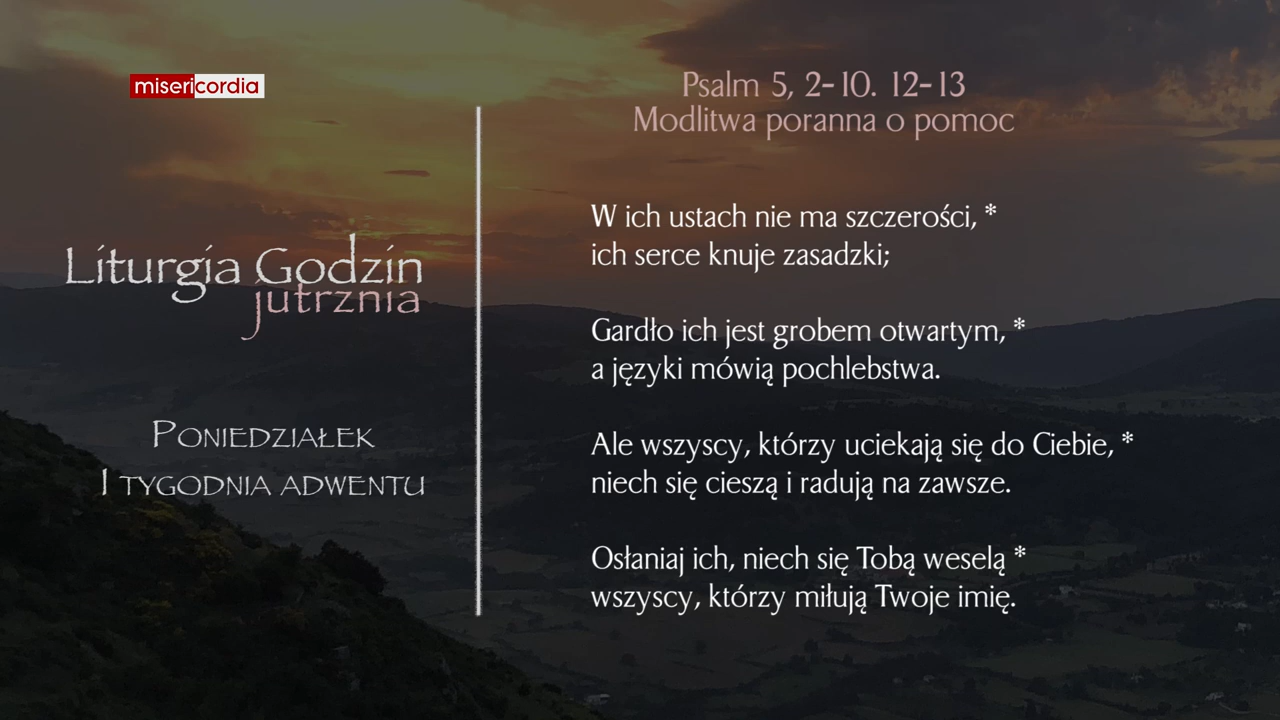 misericordia
Liturgia Godzin
jutrznia
Poniedziałek
I tygodnia adwentu
Psalm 5, 2-10. 12-13
Modlitwa poranna o pomoc
W ich ustach nie ma szczerości, *
ich serce knuje zasadzki;
Gardło ich jest grobem otwartym, *
a języki mówią pochlebstwa.
Ale wszyscy, którzy uciekają się do Ciebie, *
niech się cieszą i radują na zawsze.
Osłaniaj ich, niech się Tobą weselą *
wszyscy, którzy miłują Twoje imię.